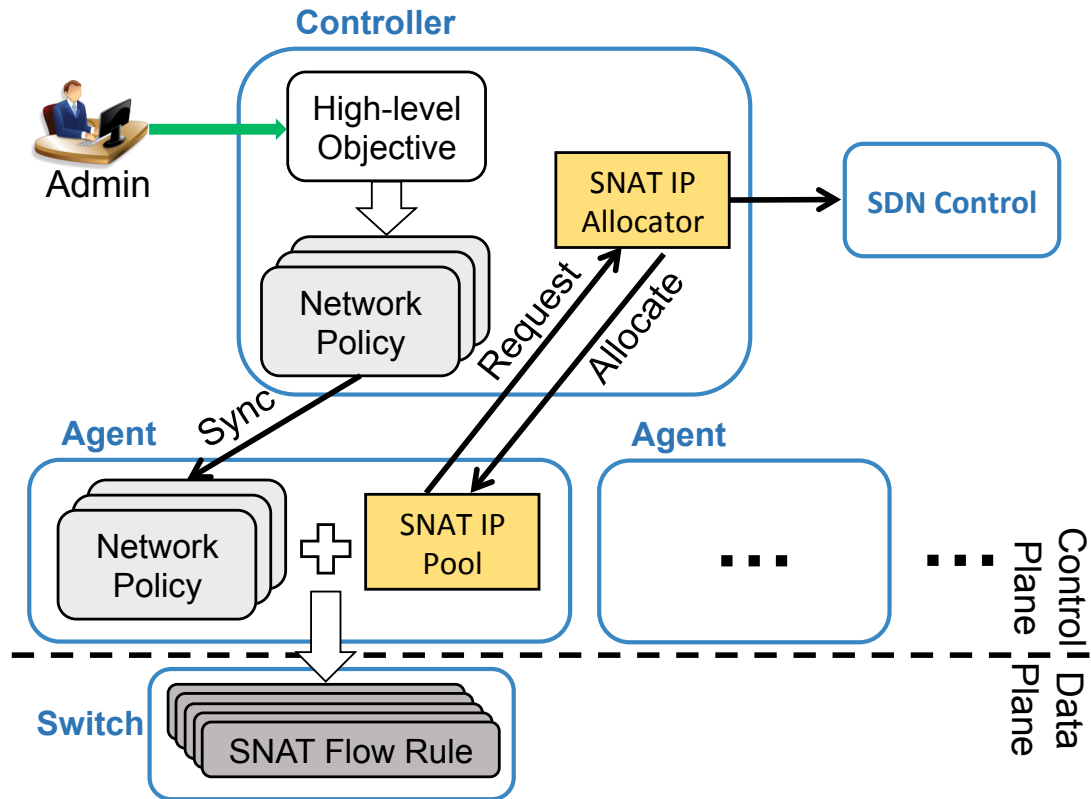 Controller
High-level
Objective
Admin
SNAT IP
Allocator
SDN Control
Network
Policy
Request
Allocate
Sync
Agent
Agent
Network
Policy
SNAT IP
Pool
Control
Plane
Data
Plane
Switch
SNAT Flow Rule